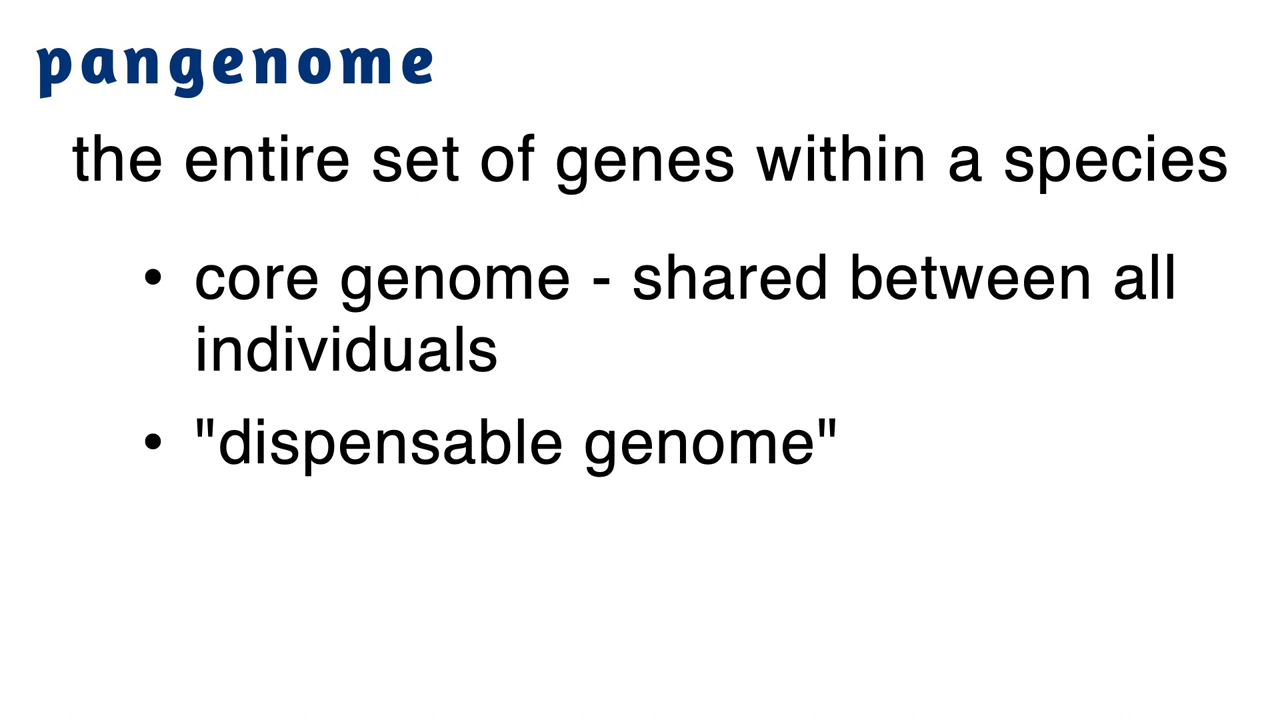 pangenome
the entire set of genes within a species
• core genome - shared between all
individuals
• "dispensable genome"